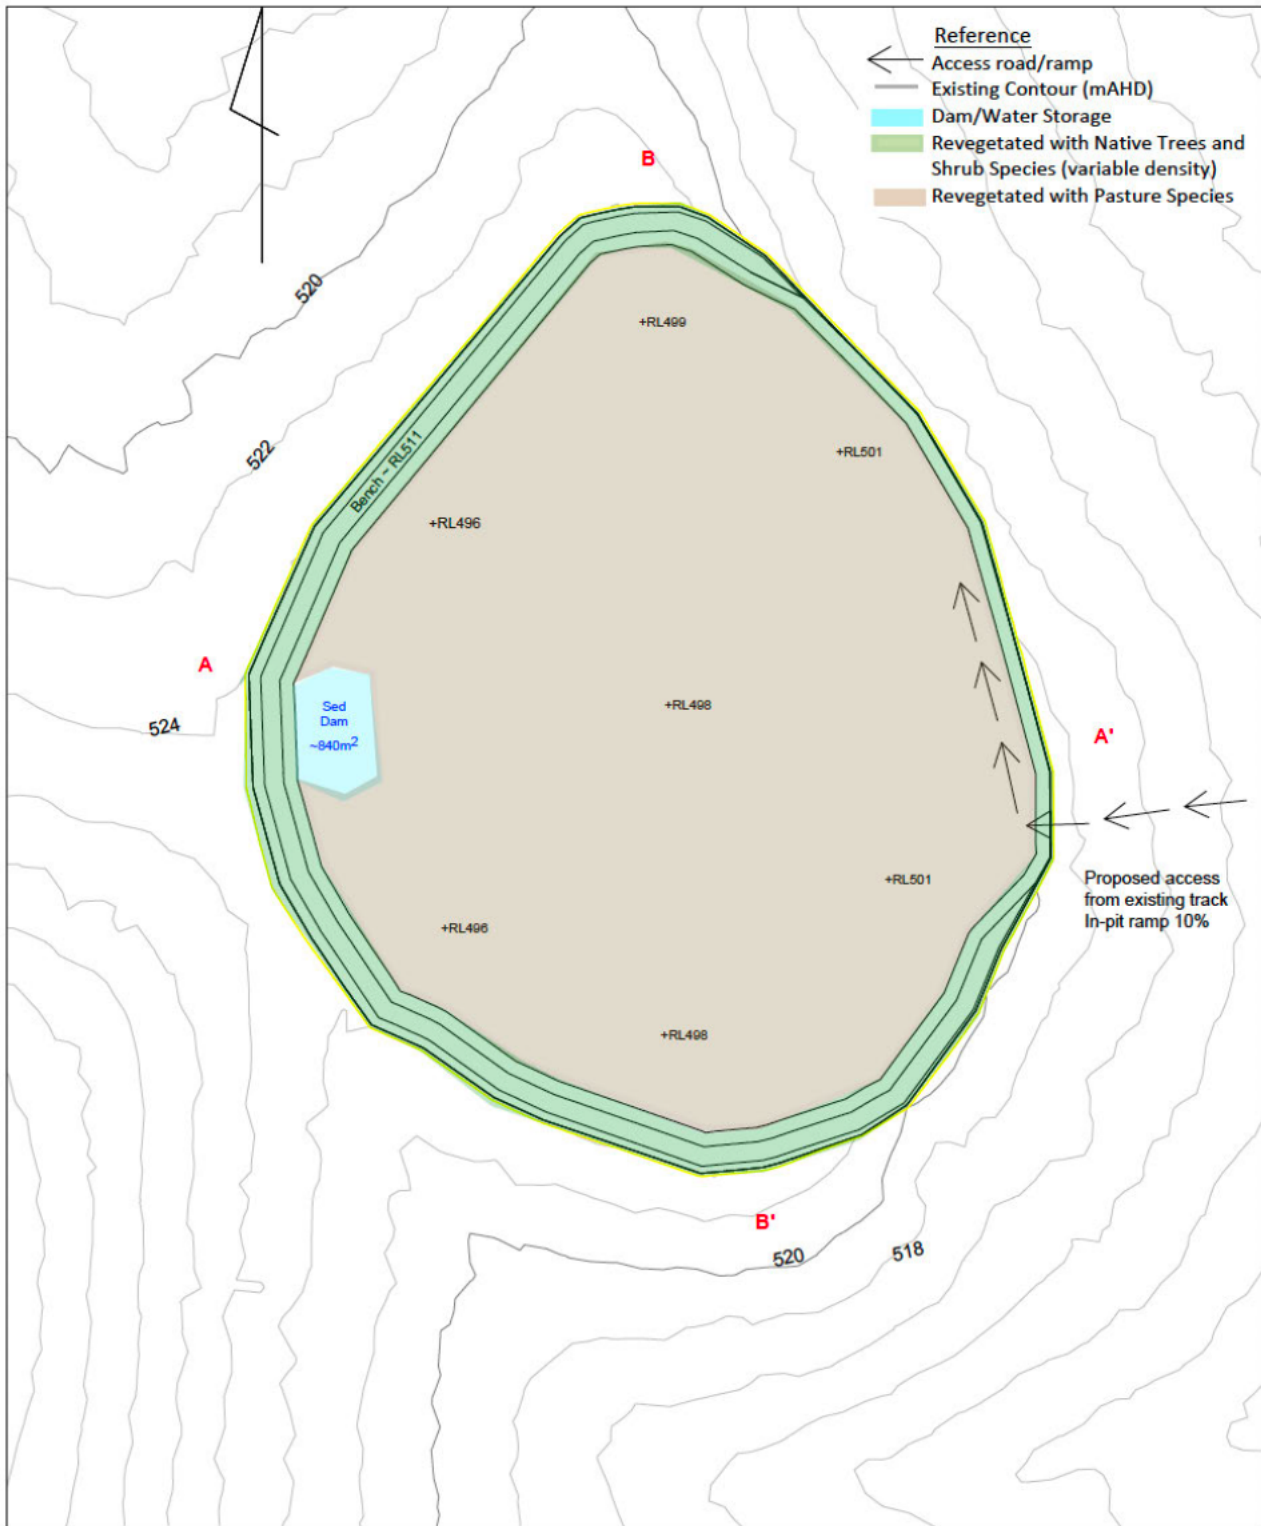 Reference
Access road/ramp
Existing Contour (mAHD)
Dam/Water Storage
Revegetated with Native Trees and
Shrub Species (variable density)
Revegetated with Pasture Species
B
520
+RL499
522
Bench ~ RL511
+RL501
+RL496
A
Sed
Dam
~840m²
524
+RL498
A'
+RL501
Proposed access
from existing track
In-pit ramp 10%
+RL496
+RL498
B'
520
518